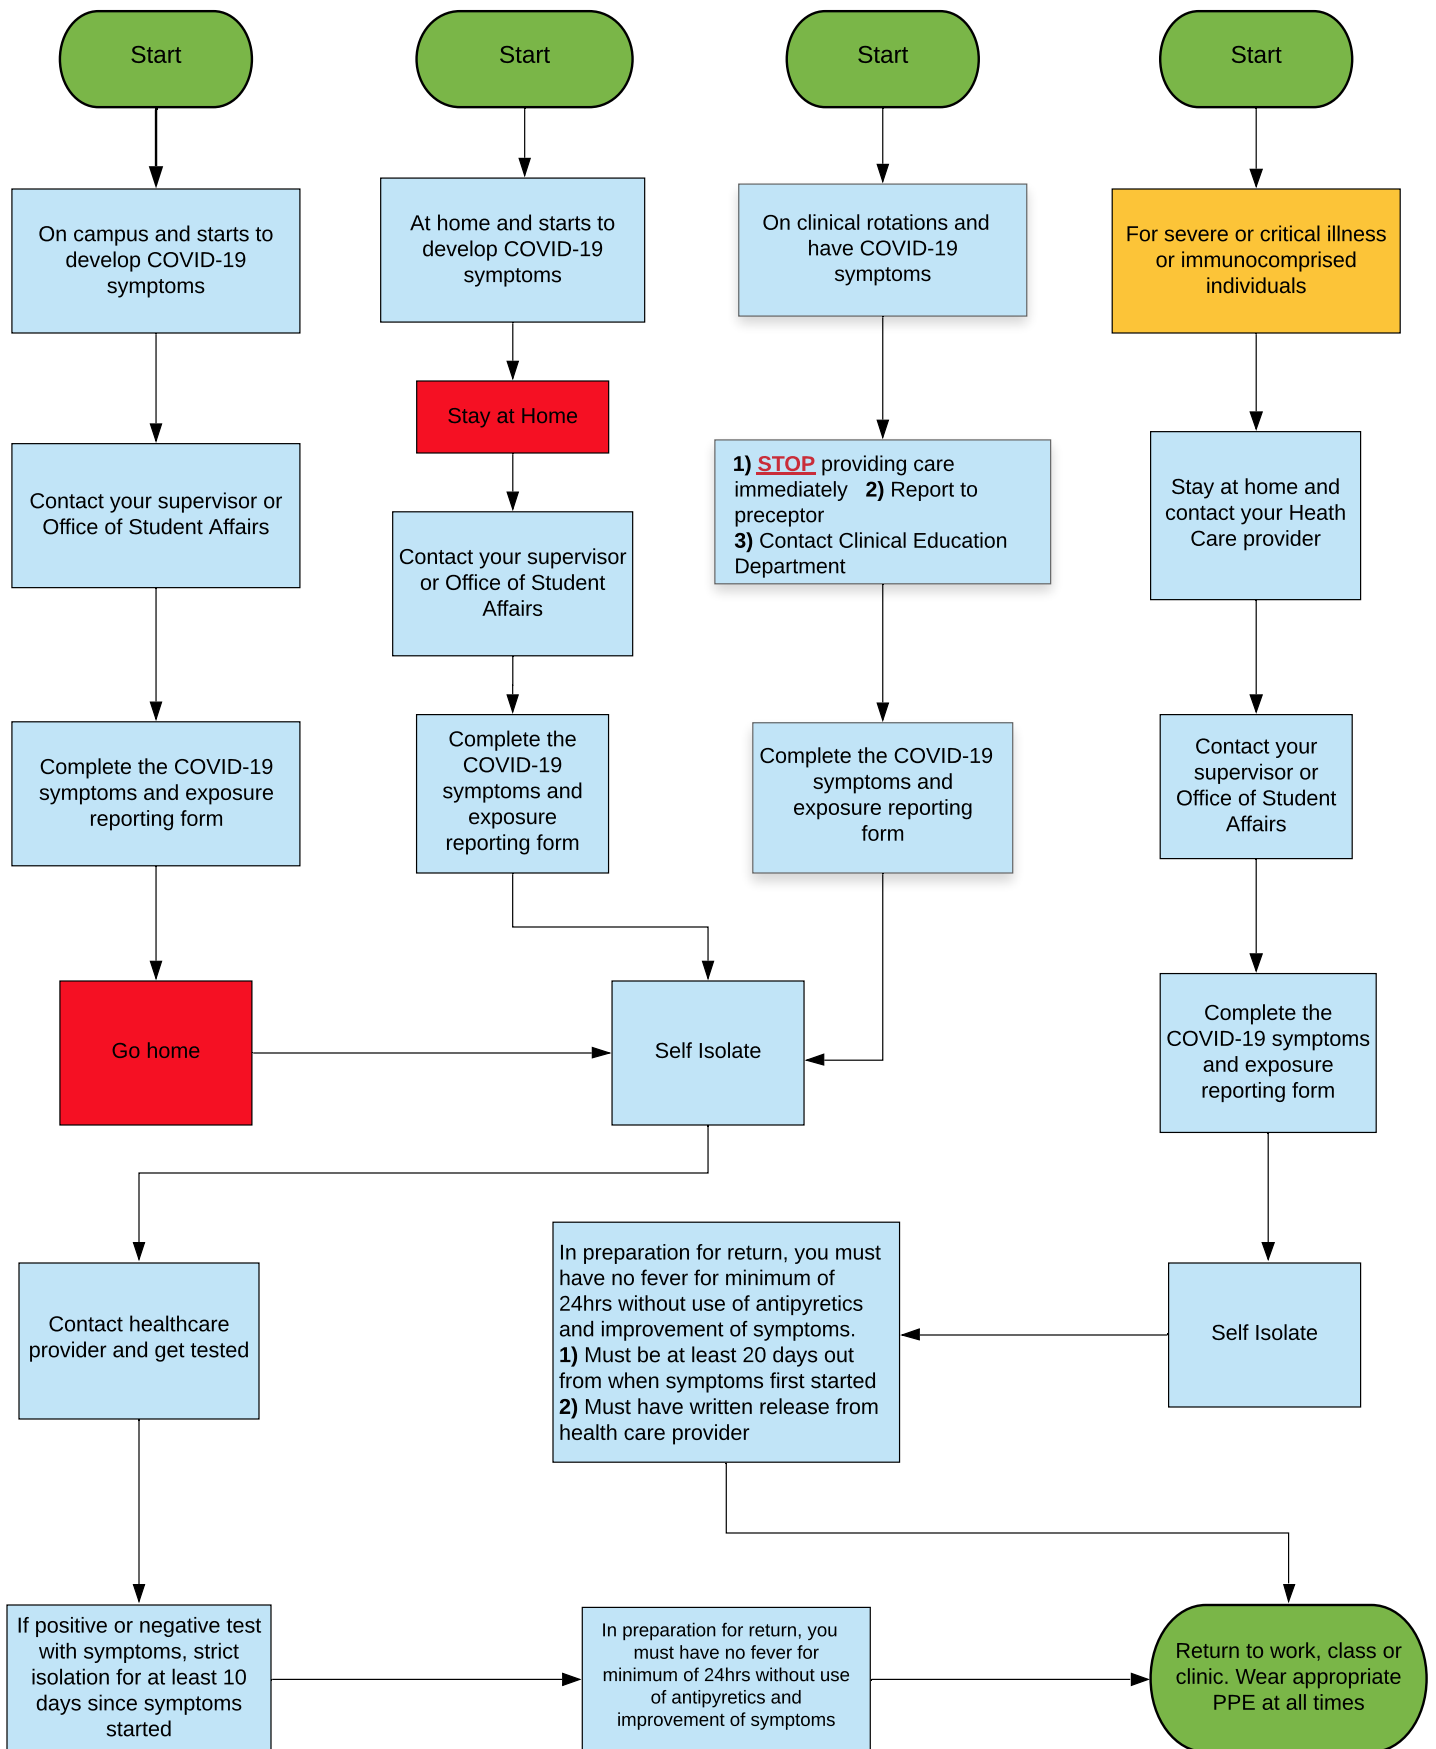 Start
Start
Start
Start
On campus and starts to
develop COVID-19
symptoms
At home and starts to
develop COVID-19
symptoms
On clinical rotations and
have COVID-19
symptoms
For severe or critical illness
or immunocomprised
individuals
Stay at Home
Contact your supervisor or
Office of Student Affairs
Contact your supervisor
or Office of Student
Affairs
1) STOP providing care
immediately 2) Report to
preceptor
3) Contact Clinical Education
Department
Stay at home and
contact your Heath
Care provider
Complete the COVID-19
symptoms and exposure
reporting form
Complete the
COVID-19
symptoms and
exposure
reporting form
Complete the COVID-19
symptoms and
exposure reporting
form
Contact your
supervisor or
Office of Student
Affairs
Go home
Self Isolate
Complete the
COVID-19 symptoms
and exposure
reporting form
Contact healthcare
provider and get tested
In preparation for return, you must
have no fever for minimum of
24hrs without use of antipyretics
and improvement of symptoms.
1) Must be at least 20 days out
from when symptoms first started
2) Must have written release from
health care provider
Self Isolate
If positive or negative test
with symptoms, strict
isolation for at least 10
days since symptoms
started
In preparation for return, you
must have no fever for
minimum of 24hrs without use
of antipyretics and
improvement of symptoms
Return to work, class or
clinic. Wear appropriate
PPE at all times